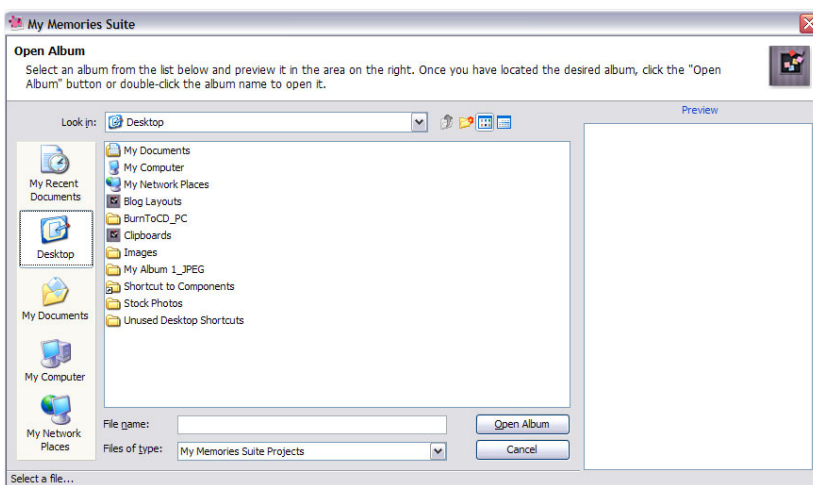 My Memories Suite
Open Album
Select an album from the list below and preview it in the area on the right. Once you have located the desired album, click the "Open
Album" button or double-click the album name to open it.
Look in:
Desktop
Preview
My Recent
Documents
Desktop
My Documents
My Computer
My Network
Places
My Documents
My Computer
My Network Places
Blog Layouts
BurnToCD_PC
Clipboards
Images
My Album 1_JPEG
Shortcut to Components
Stock Photos
Unused Desktop Shortcuts
File name:
Open Album
Files of type:
My Memories Suite Projects
Cancel
Select a file...